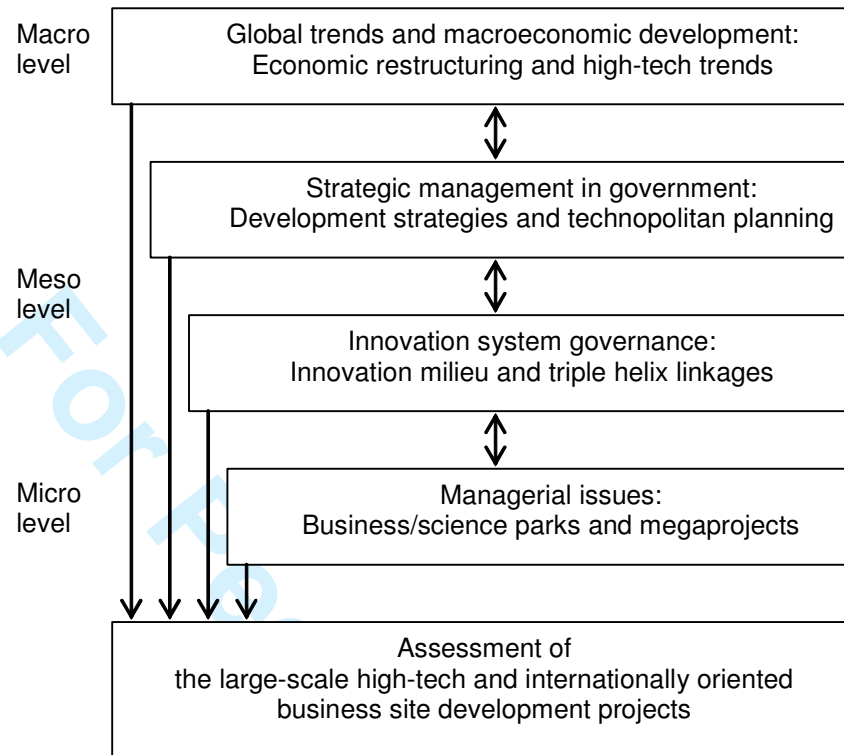 Macro
level
Global trends and macroeconomic development:
Economic restructuring and high-tech trends
Strategic management in government:
Development strategies and technopolitan planning
Meso
level
Innovation system governance:
Innovation milieu and triple helix linkages
Micro
level
Managerial issues:
Business/science parks and megaprojects
Assessment of
the large-scale high-tech and internationally oriented
business site development projects
For Pe